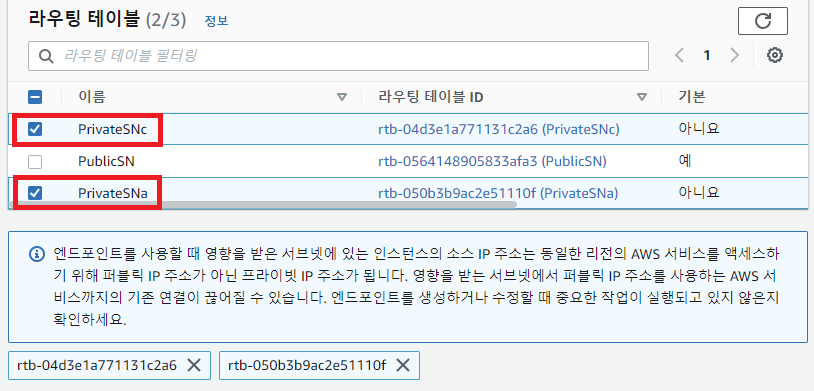 라우팅 테이블 (2/3) 정보
라우팅 테이블 필터링
1
이름 라우팅 테이블 ID 기본
PrivateSNc rtb-04d3e1a771131c2a6 (PrivateSNc) 아니요
PublicSN rtb-0564148905833afa3 (PublicSN) 예
PrivateSNa rtb-050b3b9ac2e51110f (PrivateSNa) 아니요
엔드포인트를 사용할 때 영향을 받은 서브넷에 있는 인스턴스의 소스 IP 주소는 동일한 리전의 AWS 서비스를 액세스하
기 위해 퍼블릭 IP 주소가 아닌 프라이빗 IP 주소가 됩니다. 영향을 받는 서브넷에서 퍼블릭 IP 주소를 사용하는 AWS 서
비스까지의 기존 연결이 끊어질 수 있습니다. 엔드포인트를 생성하거나 수정할 때 중요한 작업이 실행되고 있지 않은지
확인하세요.
rtb-04d3e1a771131c2a6 rtb-050b3b9ac2e51110f